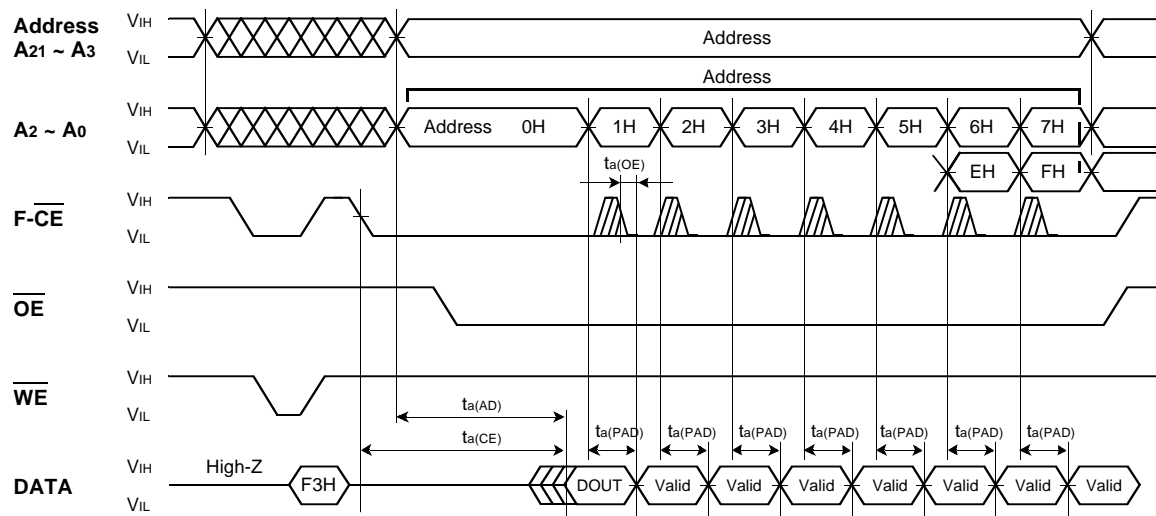 Address
A21 ~ A3
VIH
VIL
Address
Address
A2 ~ A0
VIH
VIL
Address 0H 1H 2H 3H 4H 5H 6H 7H
EH FH
ta(OE)
F-CE
VIH
VIL
OE
VIH
VIL
WE
VIH
VIL
ta(AD)
ta(CE)
ta(PAD) ta(PAD) ta(PAD) ta(PAD) ta(PAD) ta(PAD) ta(PAD)
DATA
VIH
VIL
High-Z
F3H
DOUT Valid Valid Valid Valid Valid Valid Valid